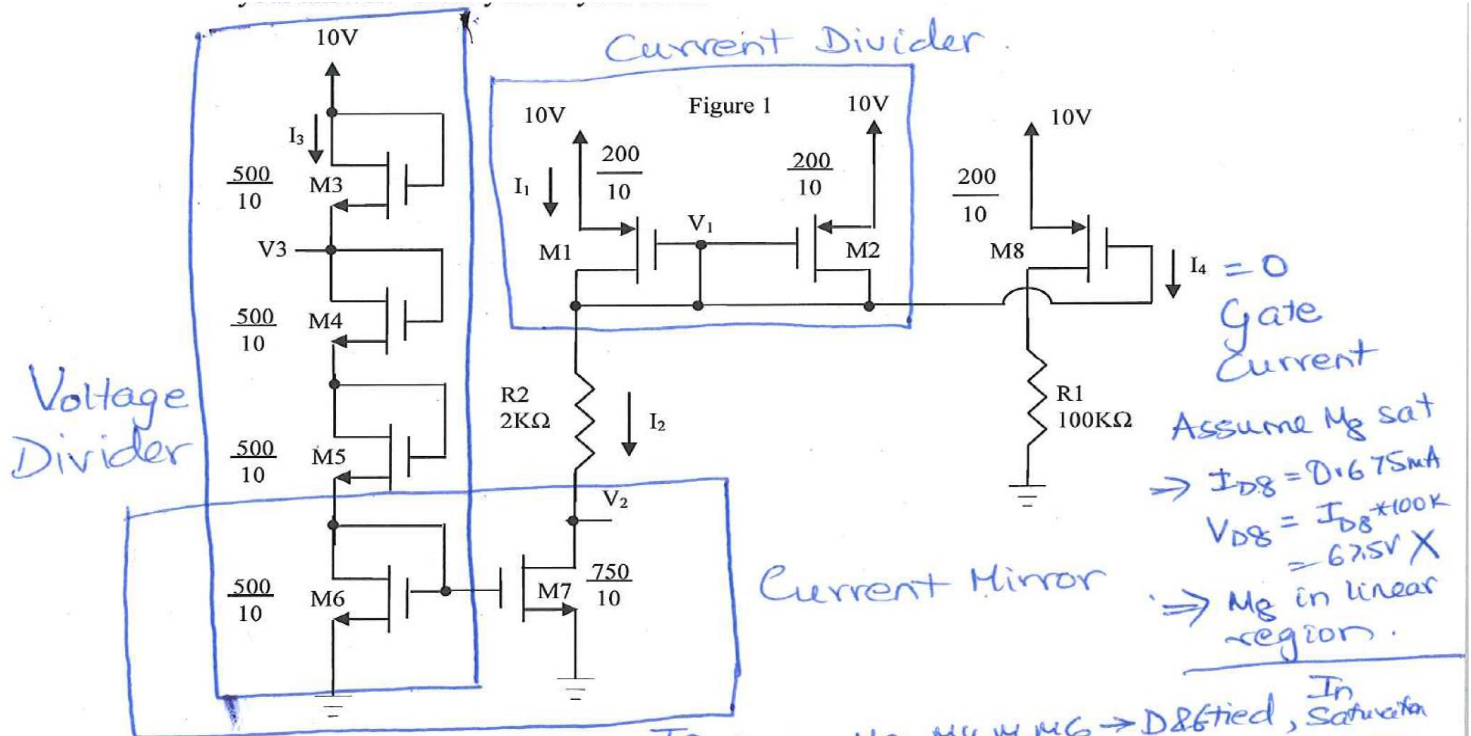 Current Divider.
Figure 1
10V
10V
10V
10V
I3
500
10
M3
I1
200
10
200
10
200
10
V1
M1
M2
M8
I4 = 0
Gate
Current
V3
500
10
M4
Voltage
Divider
R2
2KΩ
I2
R1
100KΩ
Assume M8 sat
⇒ ID8 = 0.675mA
VD8 = ID8*100K
= 67.5V X
⇒ M8 in linear
region.
500
10
M5
V2
500
10
M6
M7
750
10
Current Mirror
M6 → D&G tied, In
Saturation